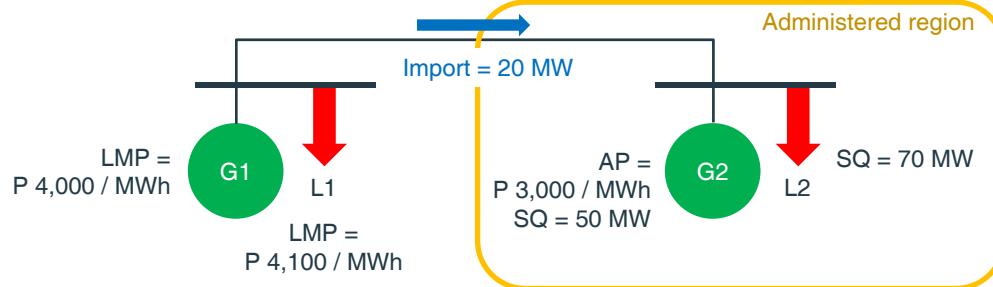 Administered region
Import = 20 MW
LMP =
P 4,000 / MWh
G1
L1
LMP =
P 4,100 / MWh
AP =
P 3,000 / MWh
SQ = 50 MW
G2
L2
SQ = 70 MW